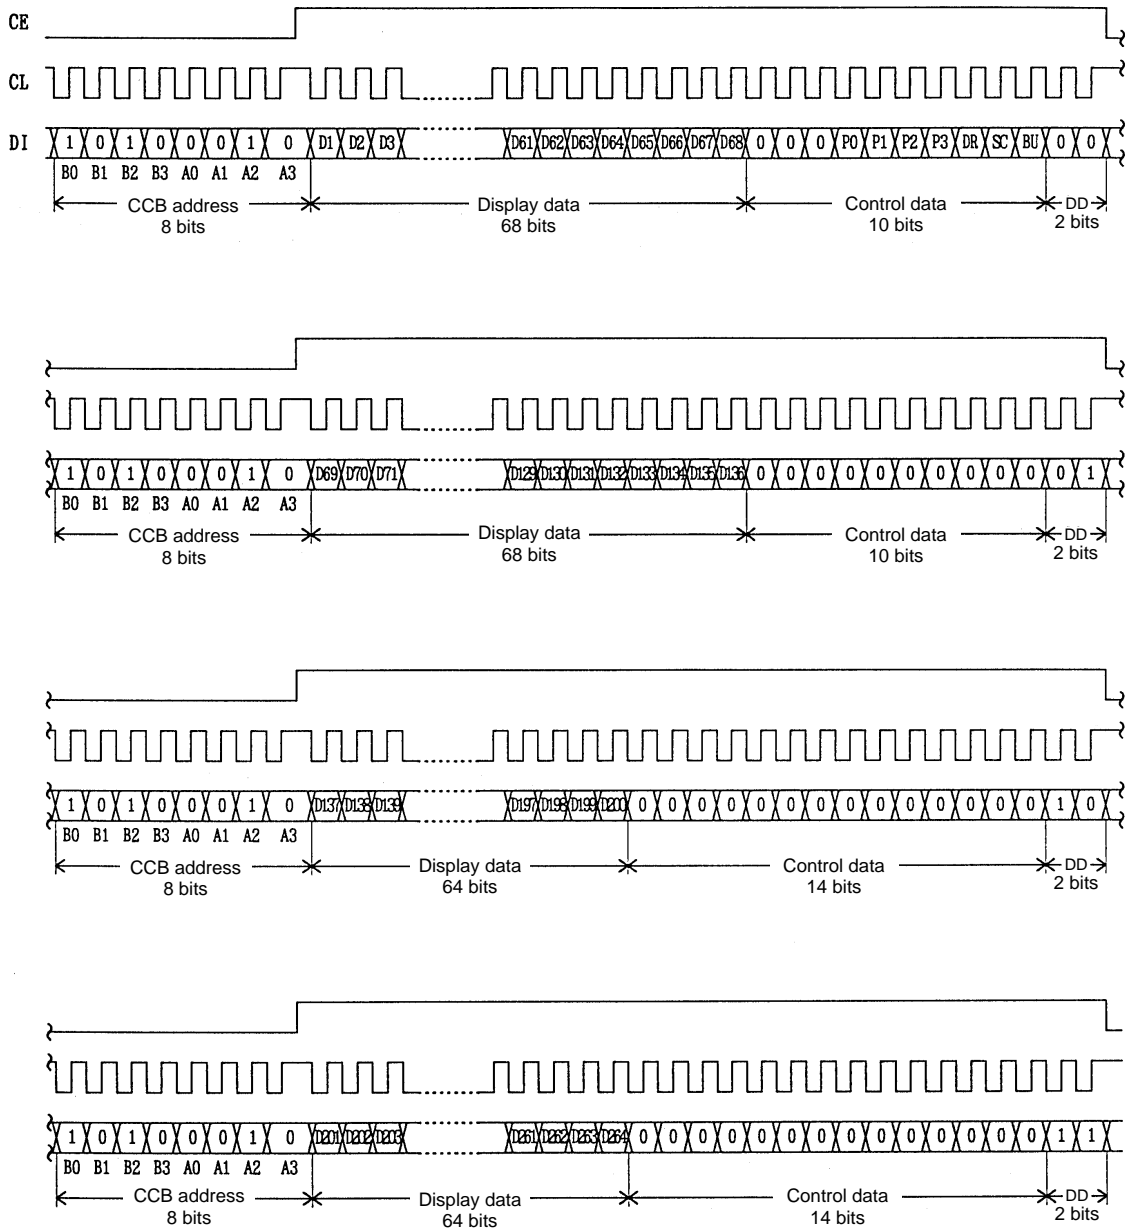 CE
CL
DI 1 0 1 0 0 0 1 0 D1 D2 D3 D61 D62 D63 D64 D65 D66 D67 D68 0 0 0 P0 P1 P2 P3 DR SC BU 0 0
B0 B1 B2 B3 A0 A1 A2 A3
CCB address Display data Control data DD
8 bits 68 bits 10 bits 2 bits
1 0 1 0 0 0 1 0 D69 D70 D71 D129 D130 D131 D132 D133 D134 D135 D136 0 0 0 0 0 0 0 0 0 0 0 1
B0 B1 B2 B3 A0 A1 A2 A3
CCB address Display data Control data DD
8 bits 68 bits 10 bits 2 bits
1 0 1 0 0 0 1 0 D137 D138 D139 D197 D198 D199 D200 0 0 0 0 0 0 0 0 0 0 0 0 0 0 1 0
B0 B1 B2 B3 A0 A1 A2 A3
CCB address Display data Control data DD
8 bits 64 bits 14 bits 2 bits
1 0 1 0 0 0 1 0 D201 D202 D203 D261 D262 D263 D264 0 0 0 0 0 0 0 0 0 0 0 0 0 0 1 1
B0 B1 B2 B3 A0 A1 A2 A3
CCB address Display data Control data DD
8 bits 64 bits 14 bits 2 bits